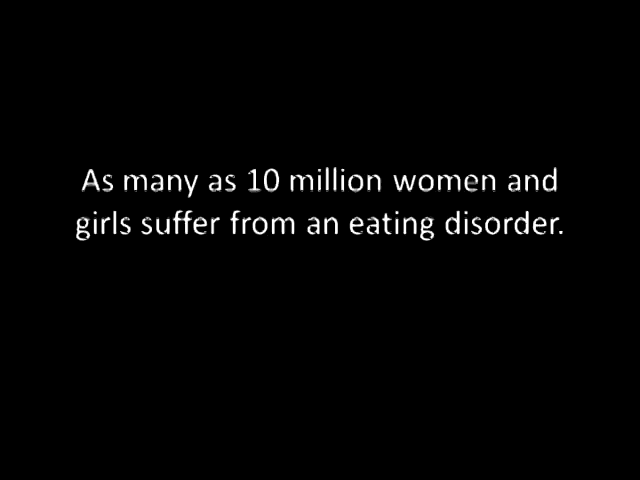 As many as 10 million women and
girls suffer from an eating disorder.